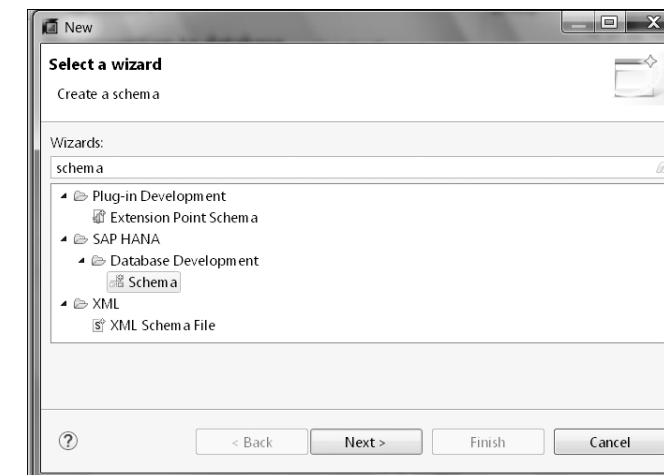 New
Select a wizard
Create a schema
Wizards:
schema
Plug-in Development
Extension Point Schema
SAP HANA
Database Development
Schema
XML
XML Schema File
< Back Next > Finish Cancel